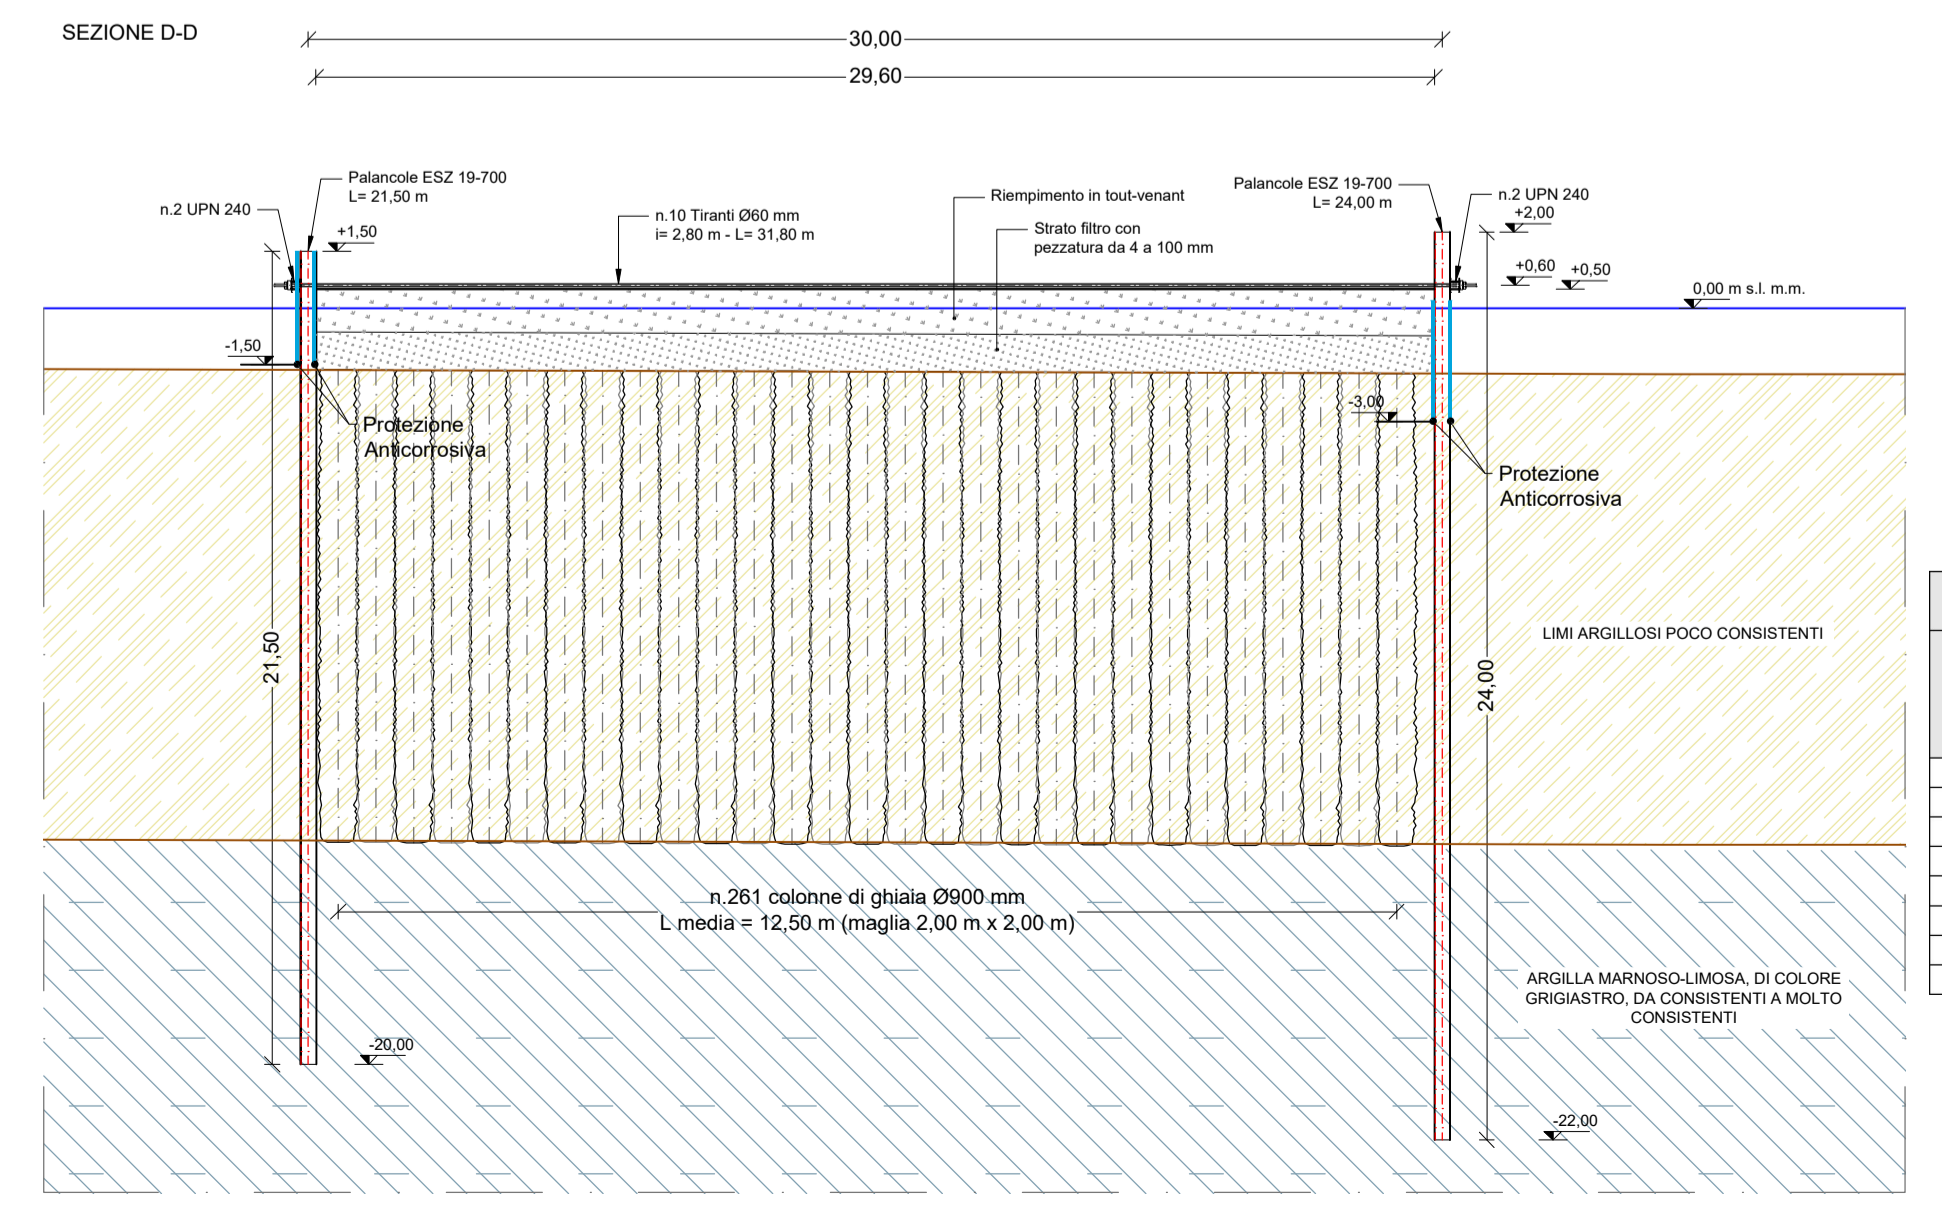 SEZIONE D-D
30,00
29,60
Palancole ESZ 19-700
L= 21,50 m
n.2 UPN 240
+1,50
n.10 Tiranti Ø60 mm
i= 2,80 m - L= 31,80 m
Riempimento in tout-venant
Strato filtro con
pezzatura da 4 a 100 mm
Palancole ESZ 19-700
L= 24,00 m
n.2 UPN 240
+2,00
+0,60
+0,50
0,00 m s.l. m.m.
-1,50
Protezione
Anticorrosiva
-3,00
Protezione
Anticorrosiva
21,50
24,00
LIMI ARGILLOSI POCO CONSISTENTI
n.261 colonne di ghiaia Ø900 mm
L media = 12,50 m (maglia 2,00 m x 2,00 m)
ARGILLA MARNOSO-LIMOSA, DI COLORE
GRIGIASTRO, DA CONSISTENTI A MOLTO
CONSISTENTI
-20,00
-22,00